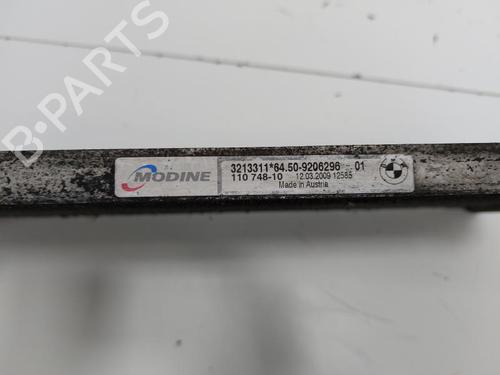 MODINE
3213311*64.50-9206296 -01
110 748-10 12.03.2009 12585
Made in Austria
B-PARTS